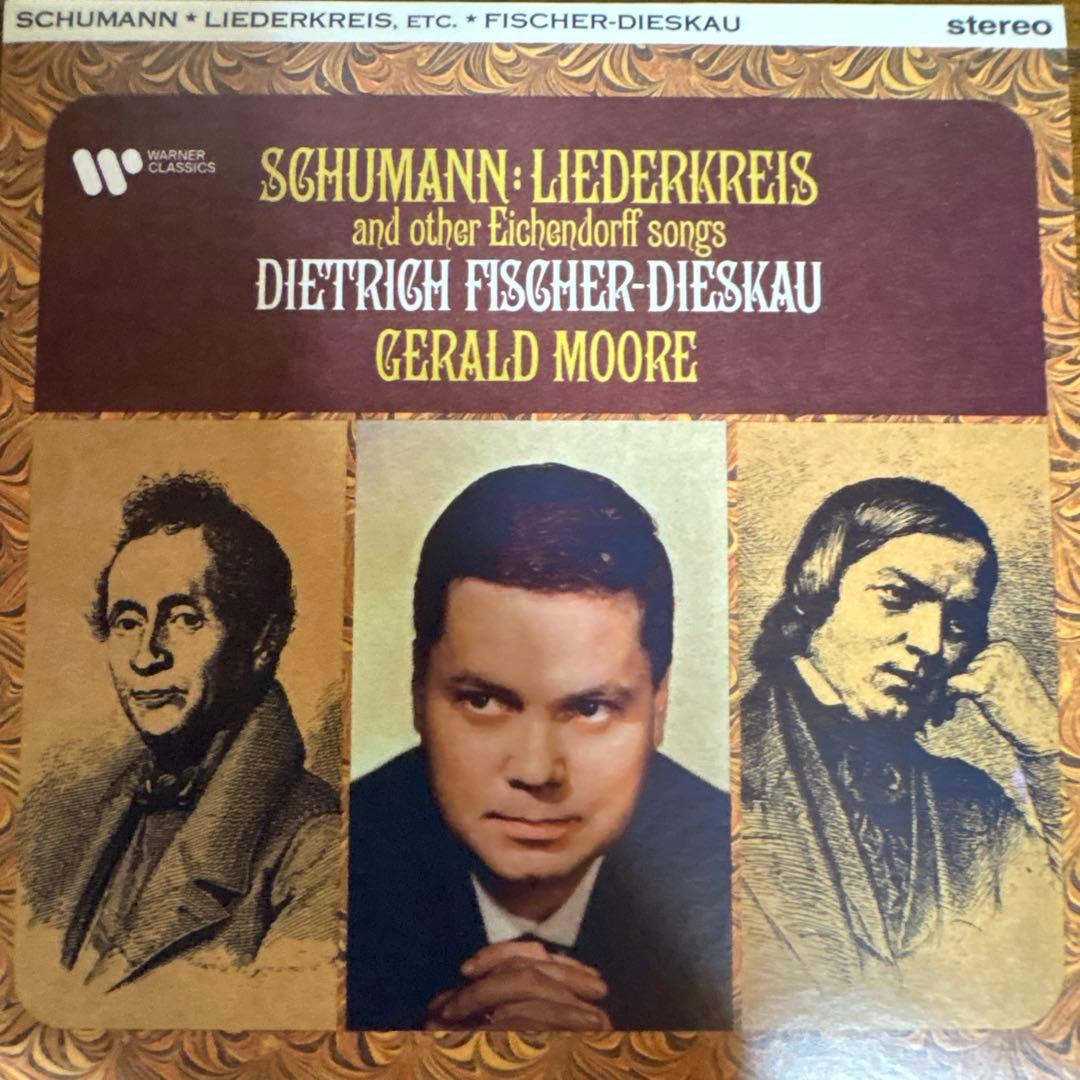 SCHUMANN * LIEDERKREIS, ETC. * FISCHER-DIESKAU
stereo
WARNER
CLASSICS
SCHUMANN: LIEDERKREIS
and other Eichendorff songs
DIETRICH FISCHER-DIESKAU
GERALD MOORE